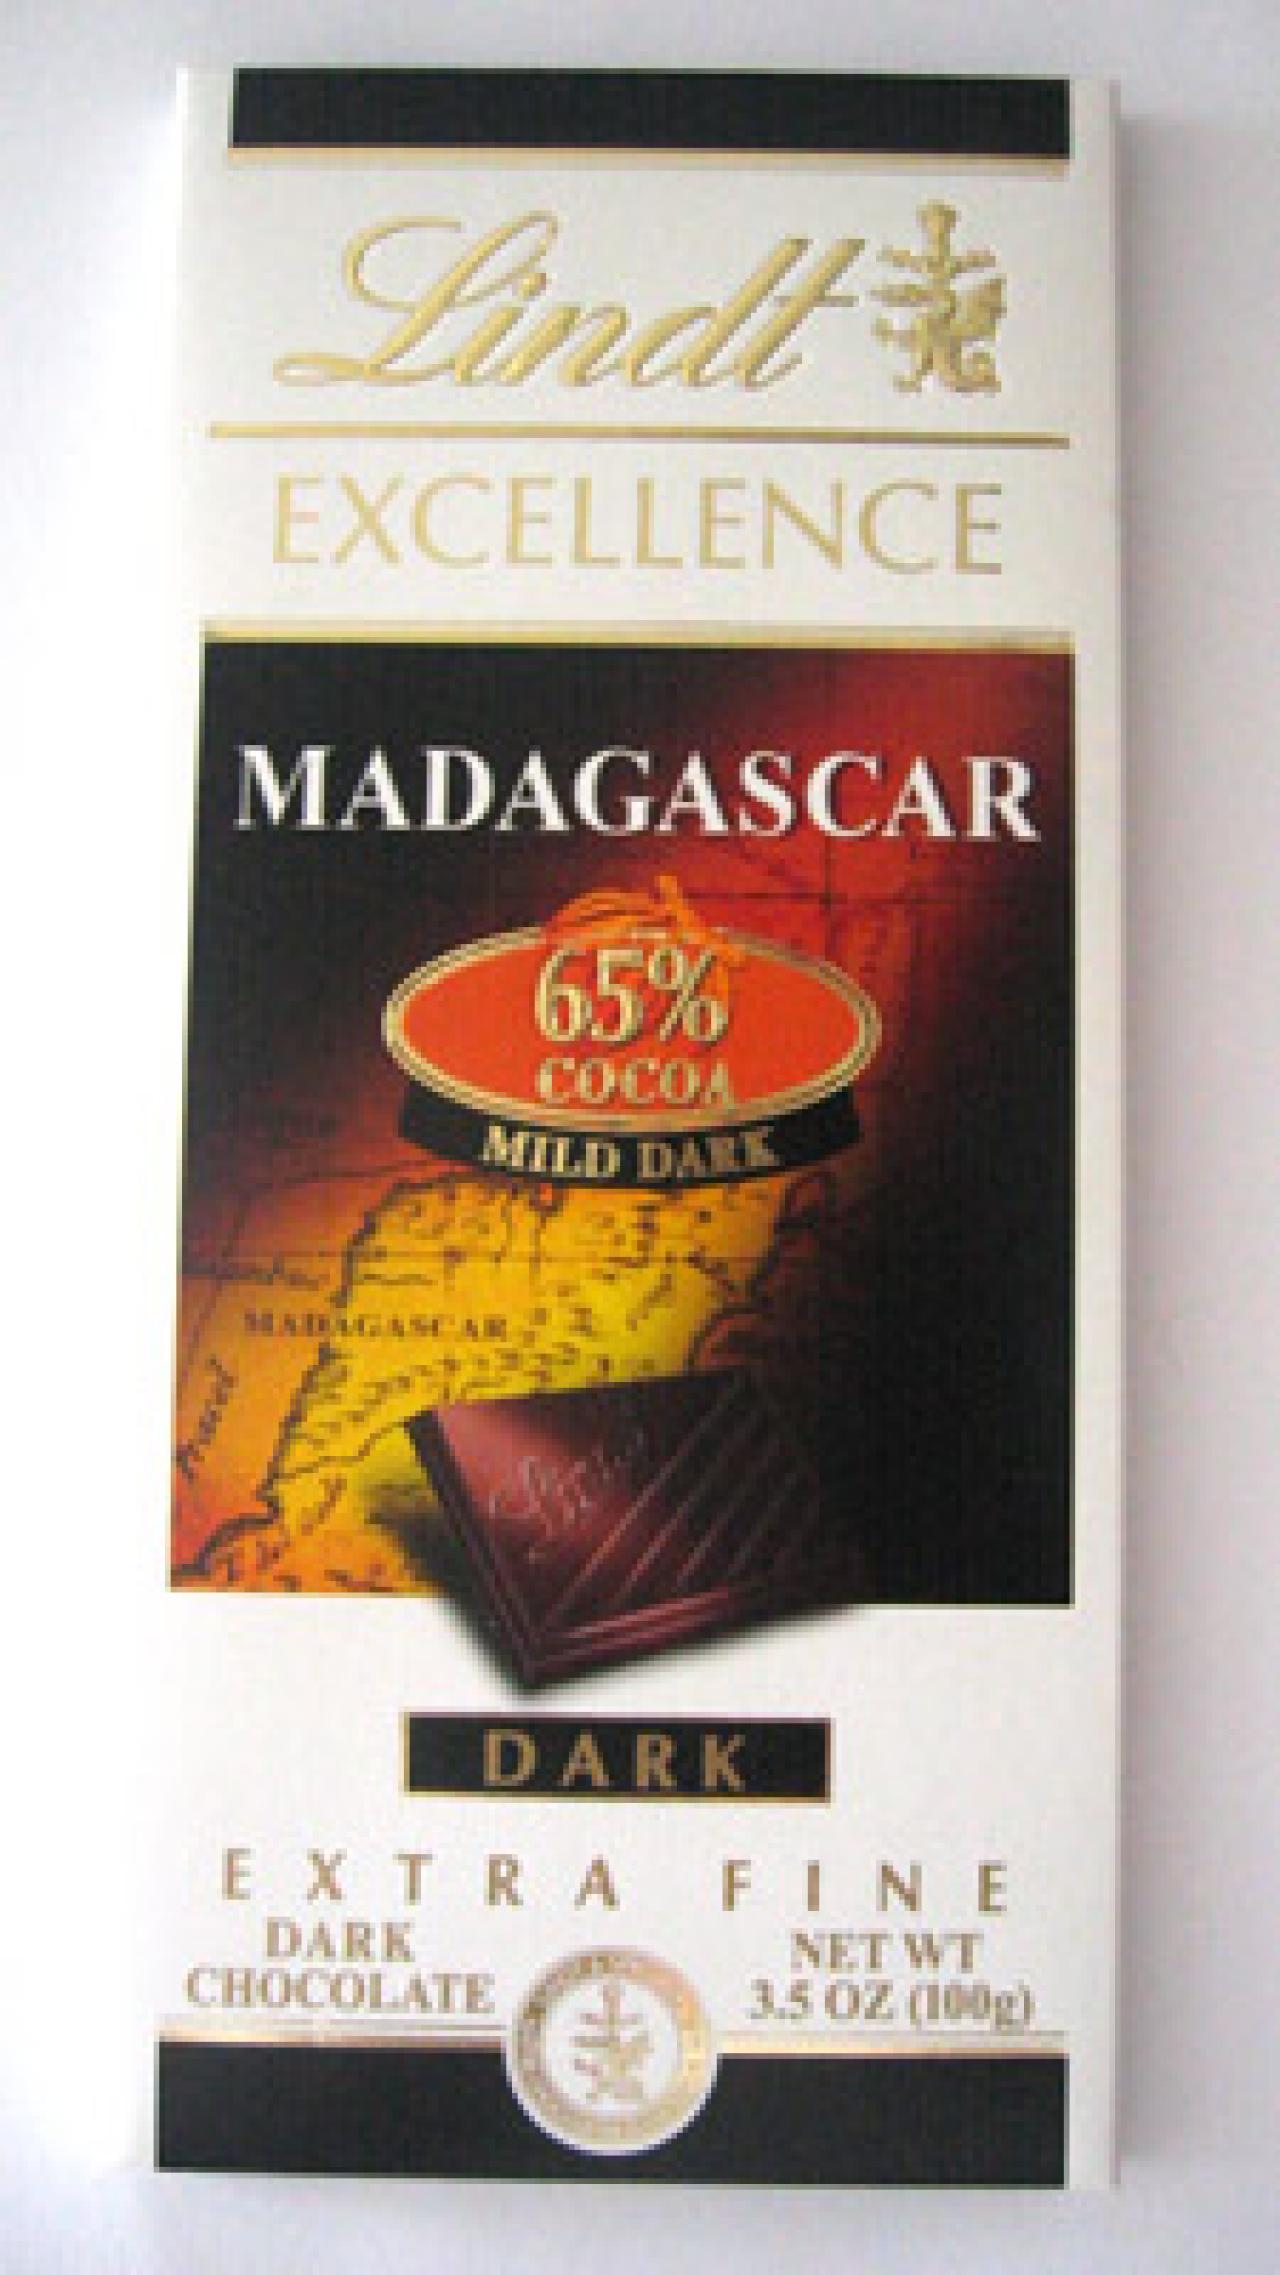 Lindt
EXCELLENCE
MADAGASCAR
65%
COCOA
MILD DARK
MADAGASCAR
DARK
EXTRA FINE
DARK
CHOCOLATE
NET WT
3.5 OZ (100g)